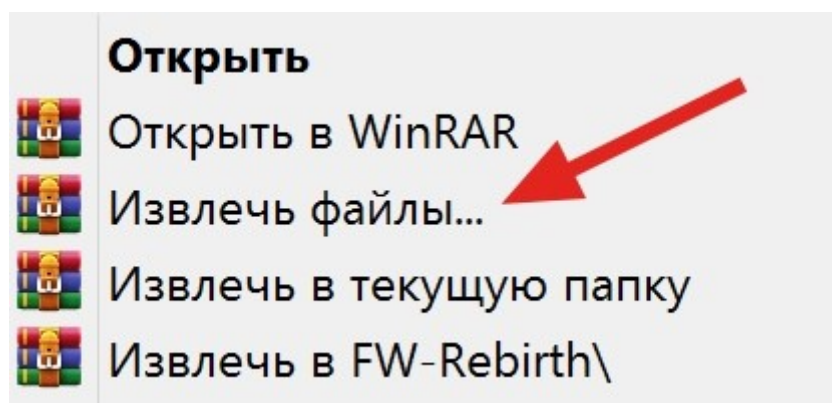 Открыть
Открыть в WinRAR
Извлечь файлы...
Извлечь в текущую папку
Извлечь в FW-Rebirth\